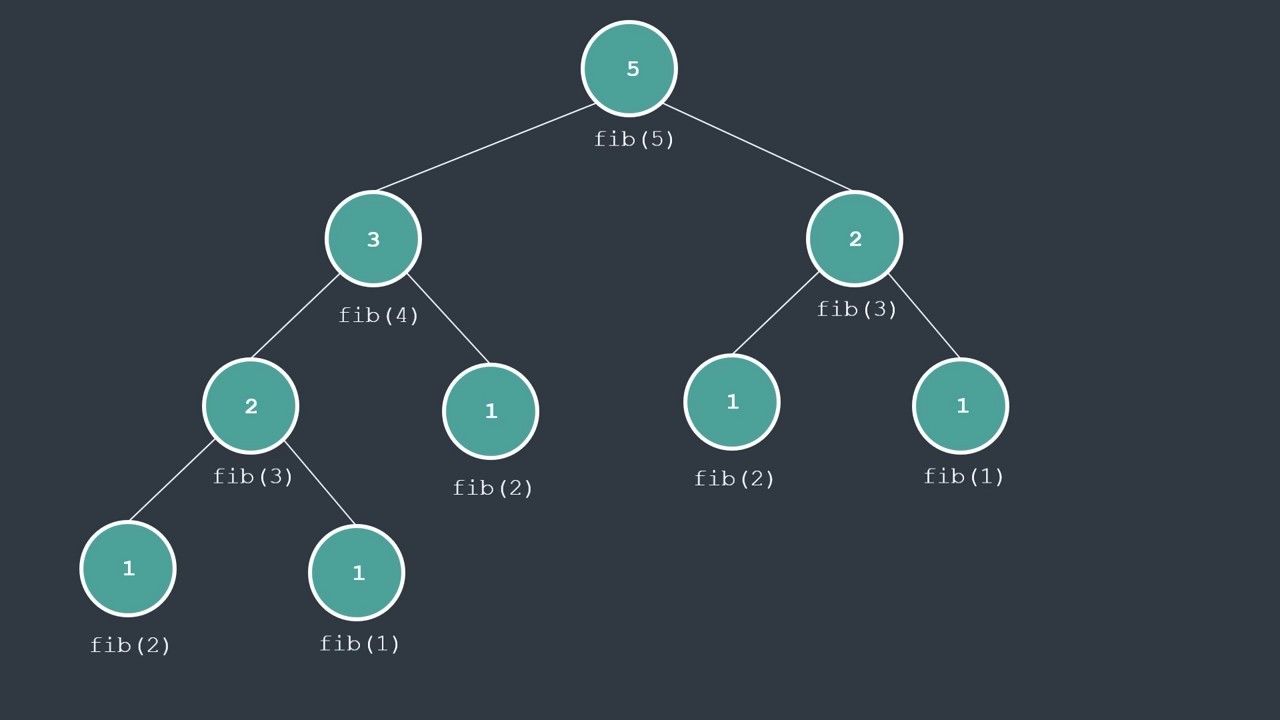 5
fib(5)
3
2
fib(4)
fib(3)
2
1
1
1
fib(3)
fib(2)
fib(2)
fib(1)
1
1
fib(2)
fib(1)